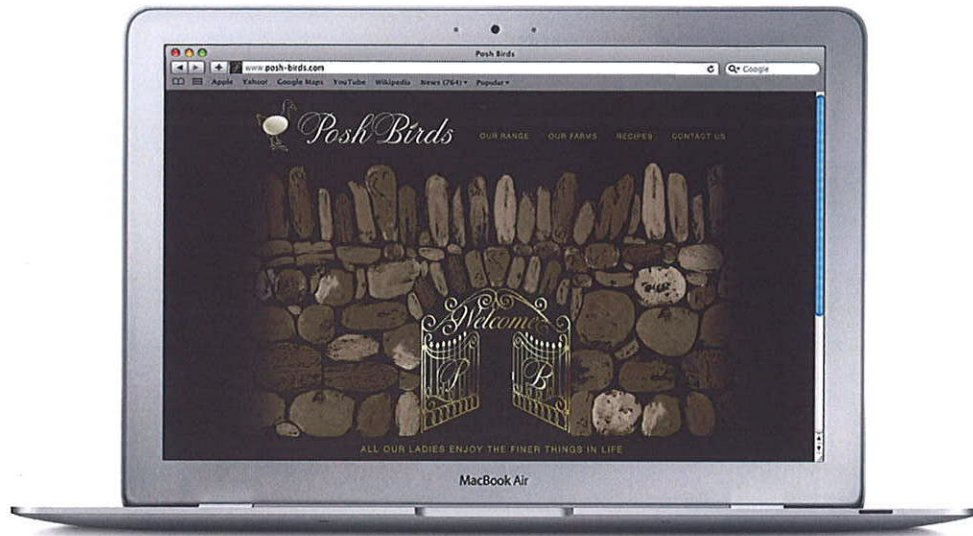 Posh Birds
www.posh-birds.com
Google
Apple Yahoo! Google Maps YouTube Wikipedia News (764) Popular
Posh Birds
OUR RANGE OUR FARMS RECIPES CONTACT US
Welcome
P B
ALL OUR LADIES ENJOY THE FINER THINGS IN LIFE
MacBook Air